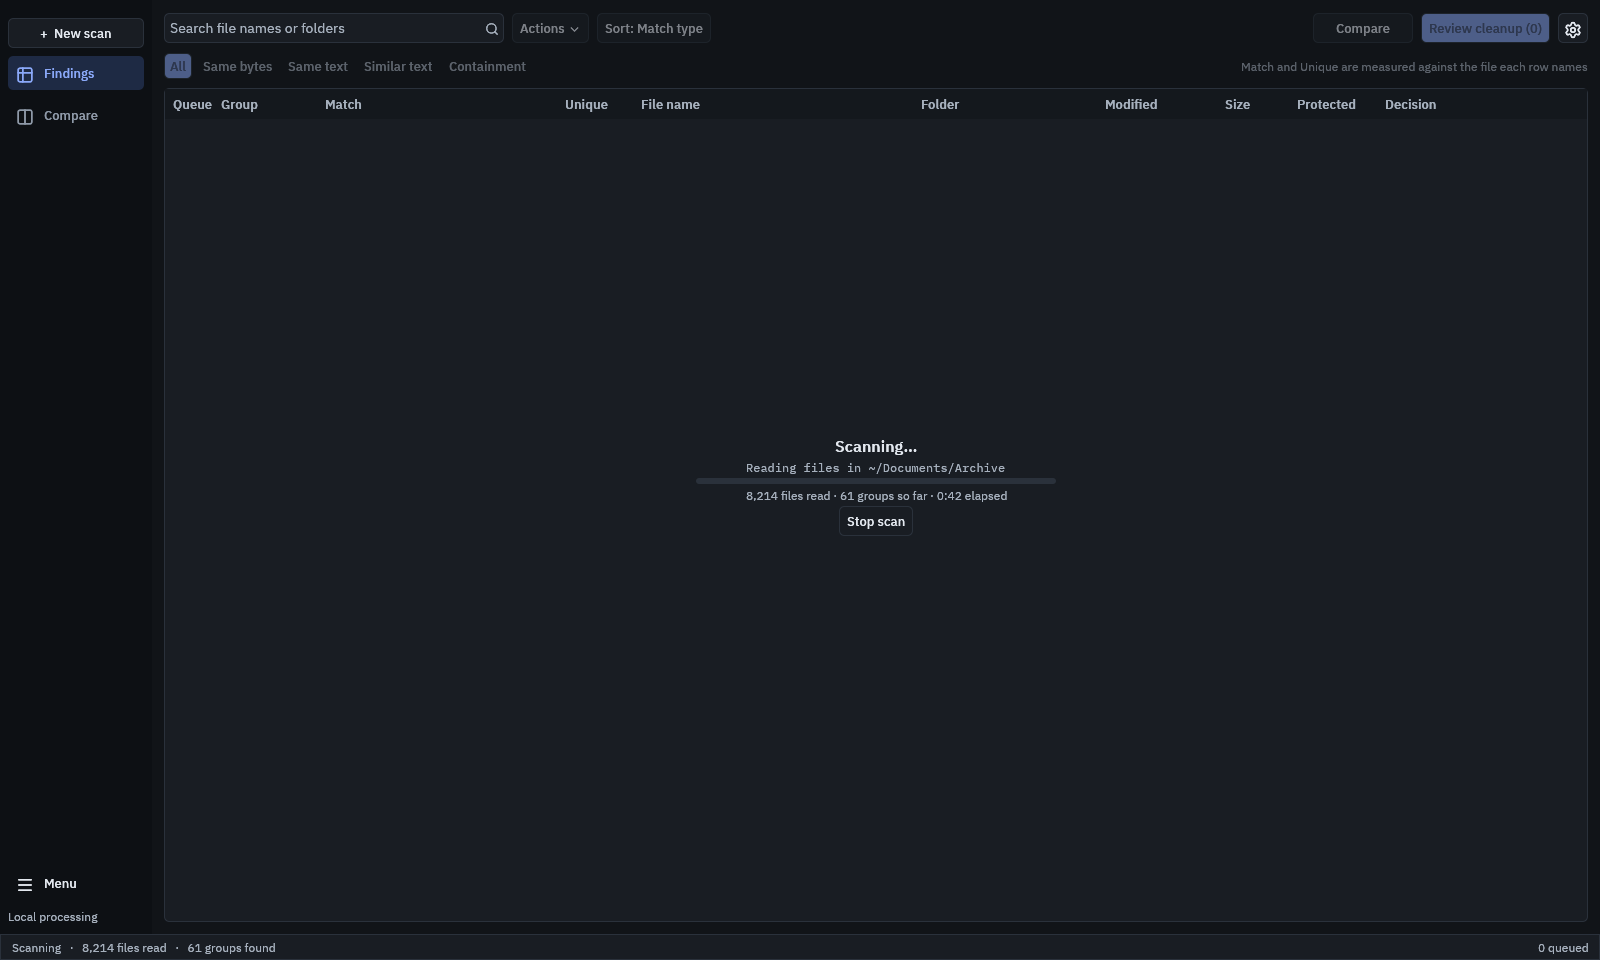 + New scan
Findings
Compare
Menu
Local processing
Search file names or folders
Actions
Sort: Match type
Compare
Review cleanup (0)
All
Same bytes
Same text
Similar text
Containment
Match and Unique are measured against the file each row names
Queue Group Match Unique File name Folder Modified Size Protected Decision
Scanning...
Reading files in ~/Documents/Archive
8,214 files read · 61 groups so far · 0:42 elapsed
Stop scan
Scanning · 8,214 files read · 61 groups found
0 queued